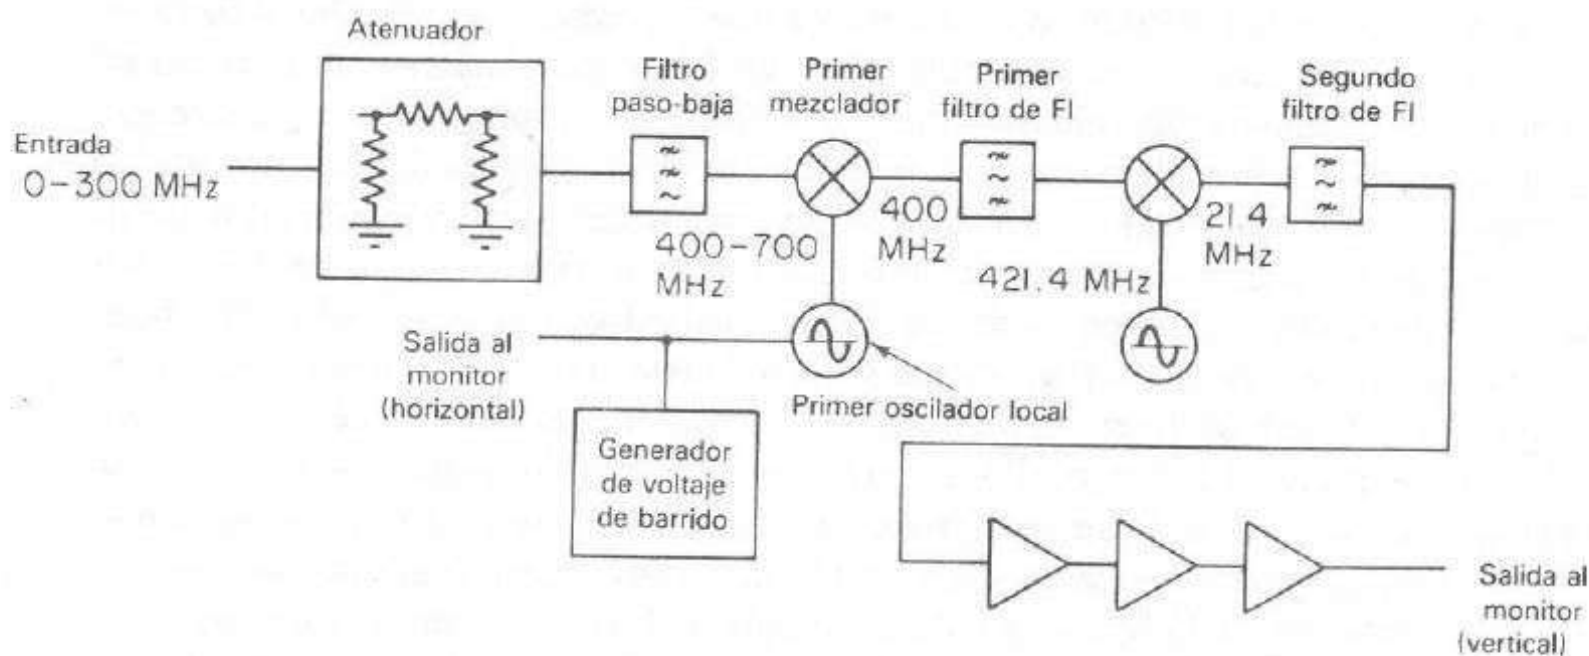 Atenuador
Entrada
0-300 MHz
Filtro
paso-baja
Primer
mezclador
Primer
filtro de FI
Segundo
filtro de FI
400-700
MHz
400
MHz
421.4 MHz
21.4
MHz
Salida al
monitor
(horizontal)
Primer oscilador local
Generador
de voltaje
de barrido
Salida al
monitor
(vertical)